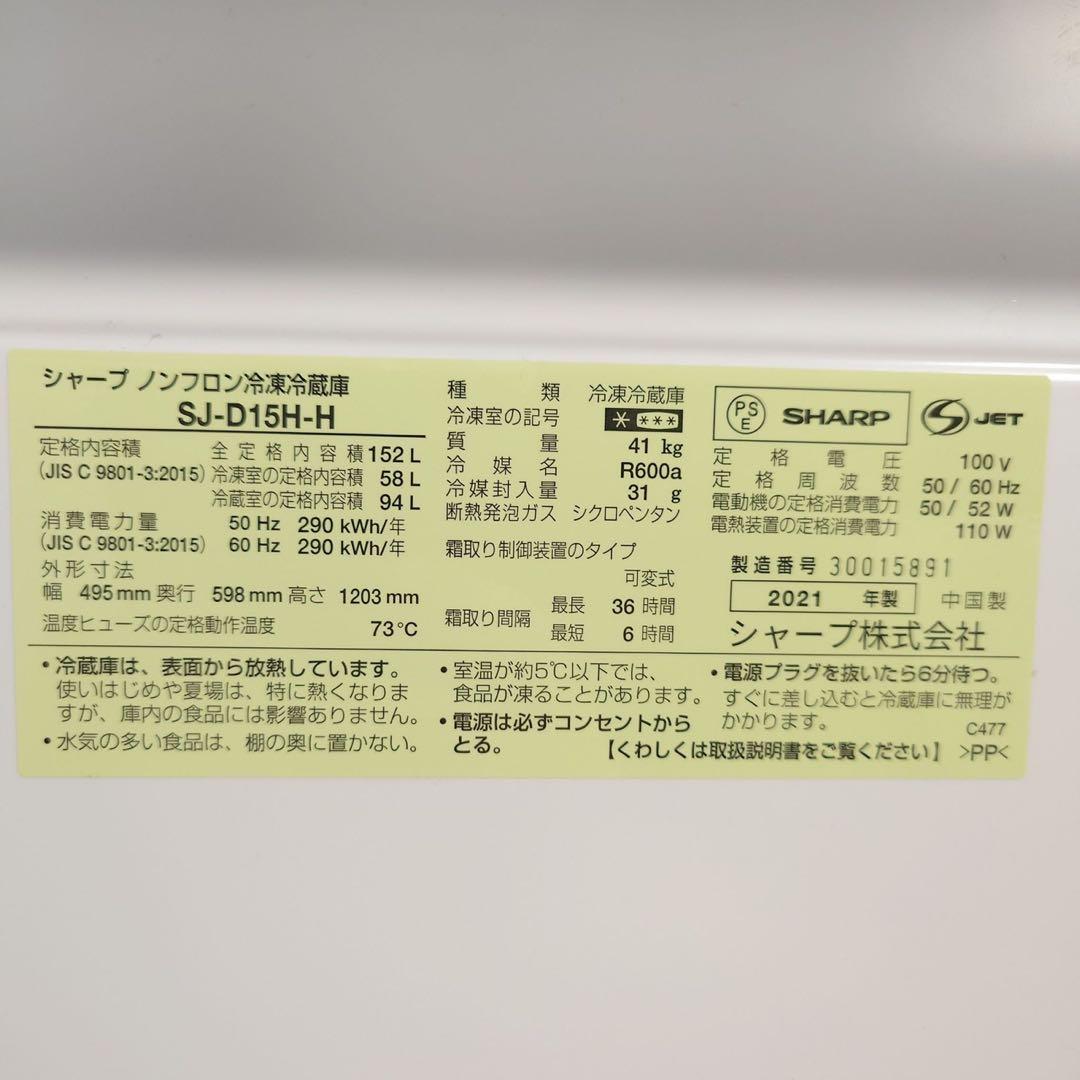 シャープ ノンフロン冷凍冷蔵庫
SJ-D15H-H
定格内容積 全定格内容積 152 L
(JIS C 9801-3:2015) 冷凍室の定格内容積 58 L
冷蔵室の定格内容積 94 L
消費電力量 50 Hz 290 kWh/年
(JIS C 9801-3:2015) 60 Hz 290 kWh/年
外形寸法
幅 495 mm 奥行 598 mm 高さ 1203 mm
温度ヒューズの定格動作温度 73℃
種類 冷凍冷蔵庫
冷凍室の記号 * ***
質量 41 kg
冷媒名 R600a
冷媒封入量 31 g
断熱発泡ガス シクロペンタン
霜取り制御装置のタイプ
可変式
霜取り間隔 最長 36 時間
最短 6 時間
PSE SHARP S JET
定格電圧 100 V
定格周波数 50 / 60 Hz
電動機の定格消費電力 50 / 52 W
電熱装置の定格消費電力 110 W
製造番号 30015891
2021 年製 中国製
シャープ株式会社
•冷蔵庫は、表面から放熱しています。
使いはじめや夏場は、特に熱くなりま
すが、庫内の食品には影響ありません。
•水気の多い食品は、棚の奥に置かない。
•室温が約5℃以下では、
食品が凍ることがあります。
•電源は必ずコンセントから
とる。
•電源プラグを抜いたら6分待つ。
すぐに差し込むと冷蔵庫に無理が
かかります。
C477
【くわしくは取扱説明書をご覧ください】 >PP<